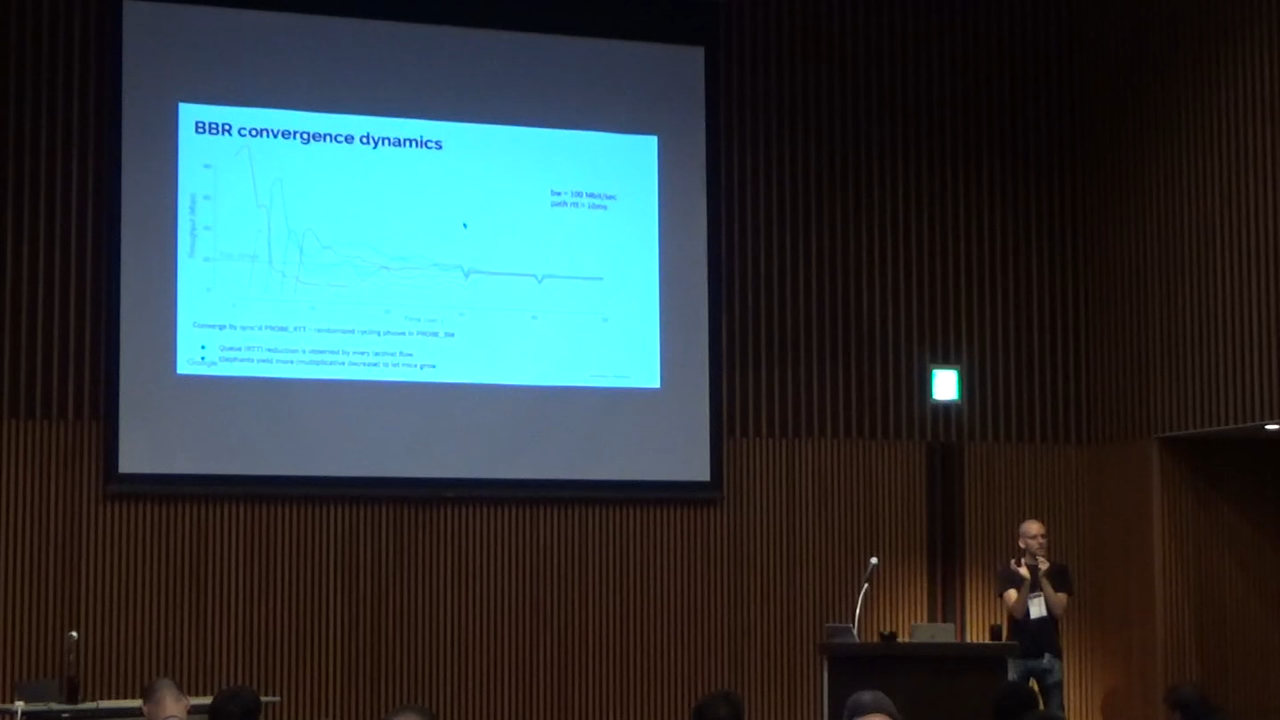 BBR convergence dynamics
bw = 100 Mbit/sec
path rtt = 10ms
Converge by sync'd PROBE_RTT + randomized cycling phases in PROBE_BW
Queue (RTT) reduction is observed by every (active) flow
Elephants yield more (multiplicative decrease) to let mice grow
Google